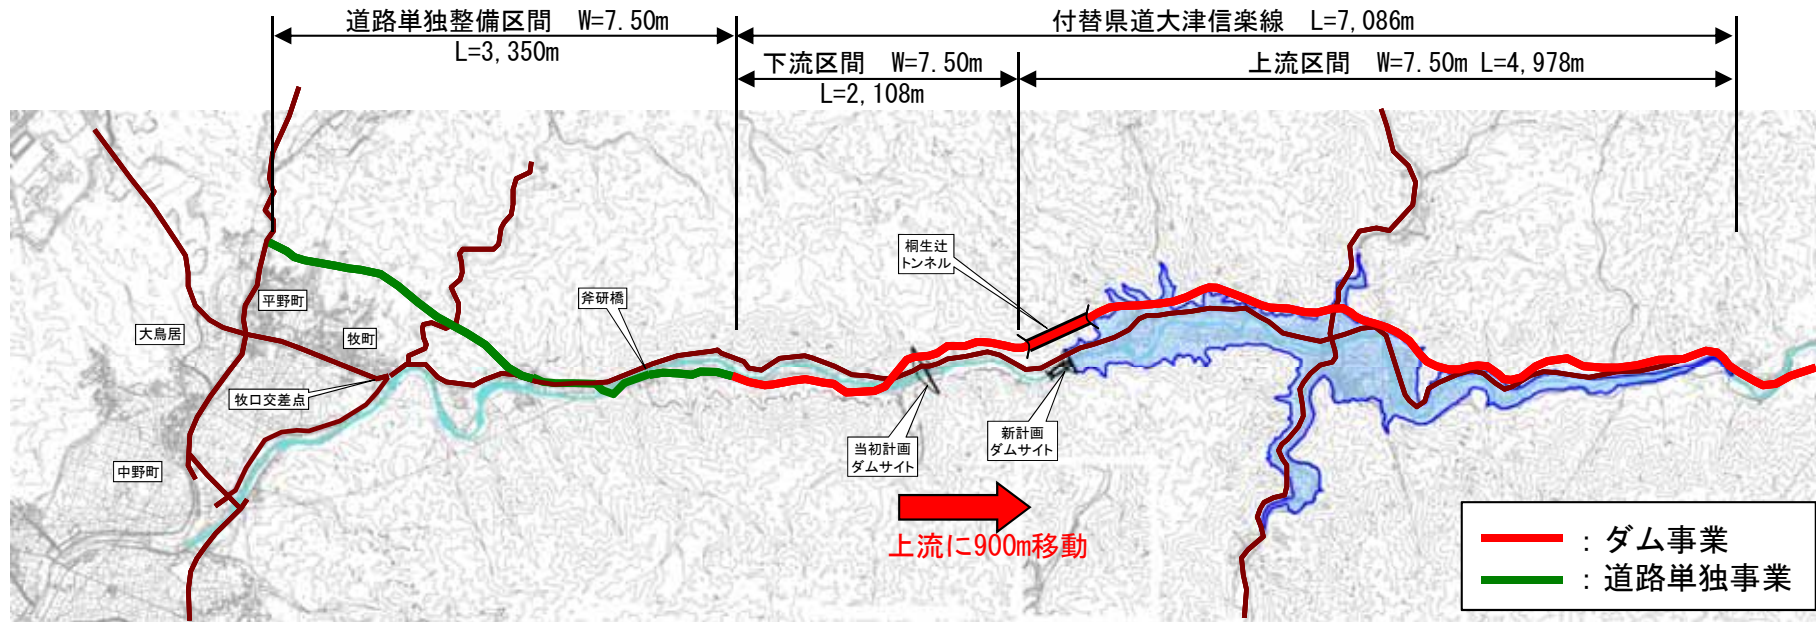 道路単独整備区間　W=7.50m
L=3,350m
付替県道大津信楽線　L=7,086m
下流区間　W=7.50m
L=2,108m
上流区間　W=7.50m L=4,978m
桐生辻
トンネル
斧研橋
平野町
大鳥居
牧町
牧口交差点
中野町
当初計画
ダムサイト
新計画
ダムサイト
上流に900m移動
：ダム事業
：道路単独事業